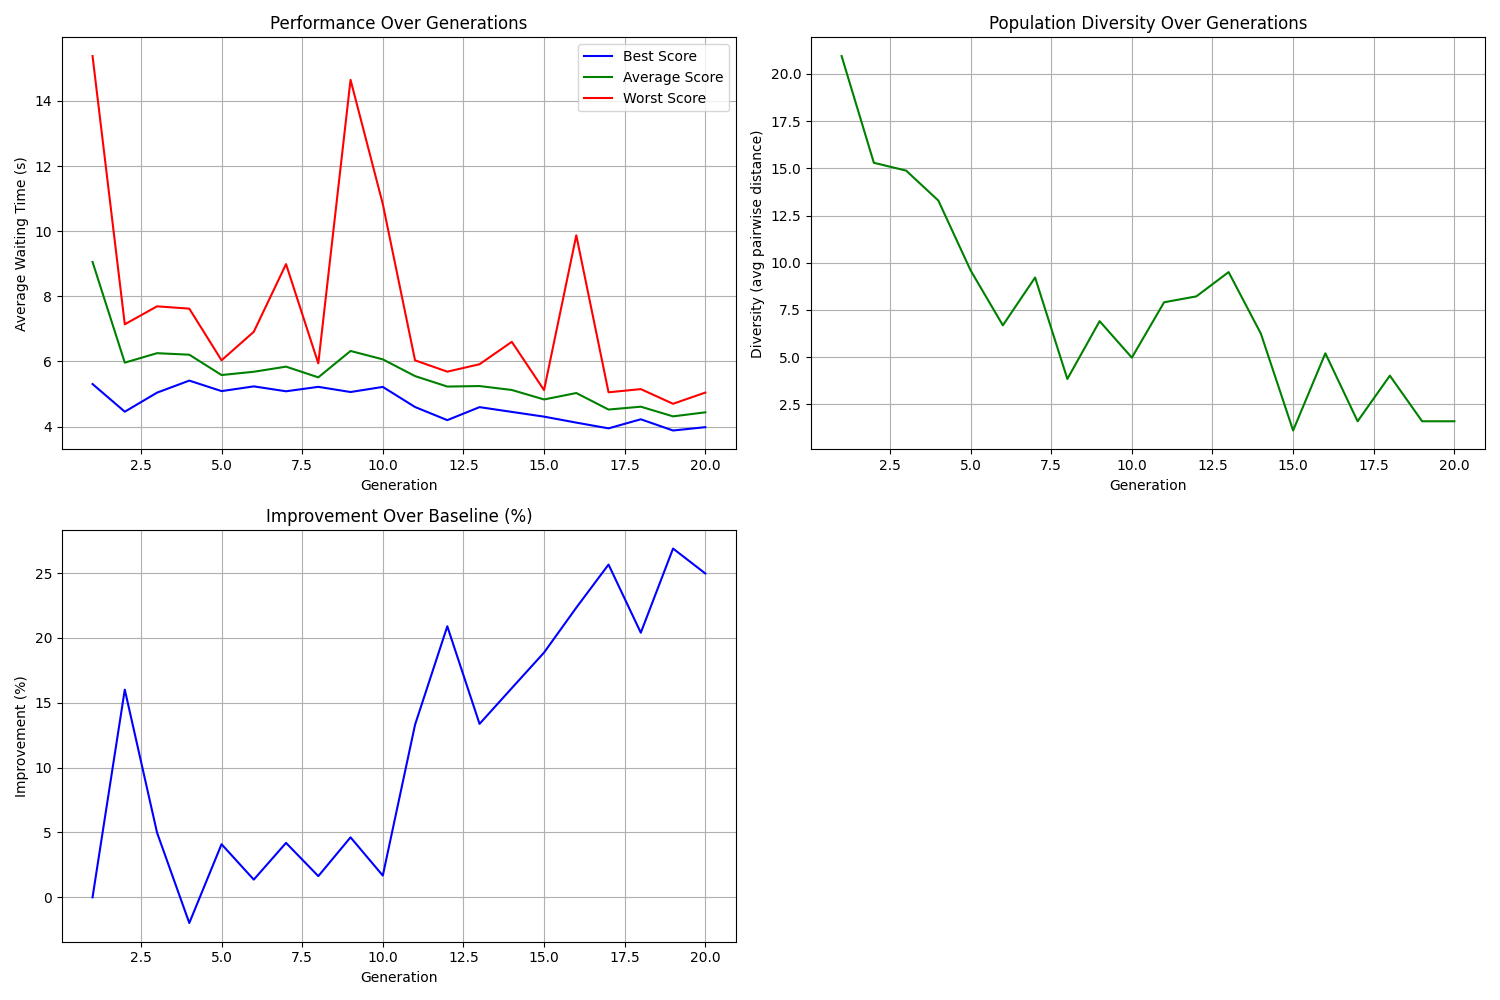 Performance Over Generations
Average Waiting Time (s)
14
12
10
8
6
4
Best Score
Average Score
Worst Score
2.5 5.0 7.5 10.0 12.5 15.0 17.5 20.0
Generation
Population Diversity Over Generations
Diversity (avg pairwise distance)
20.0
17.5
15.0
12.5
10.0
7.5
5.0
2.5
2.5 5.0 7.5 10.0 12.5 15.0 17.5 20.0
Generation
Improvement Over Baseline (%)
Improvement (%)
25
20
15
10
5
0
2.5 5.0 7.5 10.0 12.5 15.0 17.5 20.0
Generation